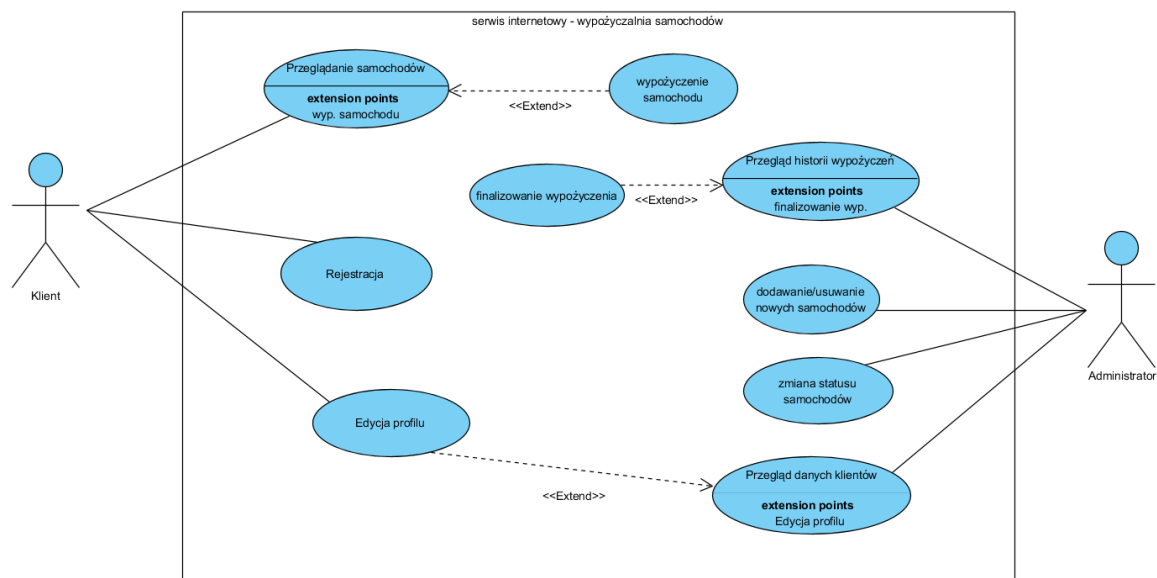 serwis internetowy - wypożyczalnia samochodów
Przeglądanie samochodów
extension points
wyp. samochodu
<<Extend>>
wypożyczenie
samochodu
finalizowanie wypożyczenia
<<Extend>>
Przegląd historii wypożyczeń
extension points
finalizowanie wyp.
Klient
Rejestracja
dodawanie/usuwanie
nowych samochodów
zmiana statusu
samochodów
Administrator
Edycja profilu
<<Extend>>
Przegląd danych klientów
extension points
Edycja profilu